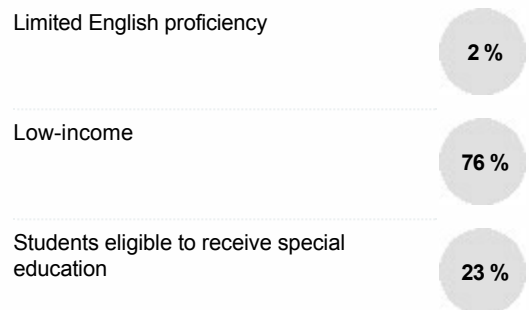 Limited English proficiency
2 %
Low-income
76 %
Students eligible to receive special
education
23 %